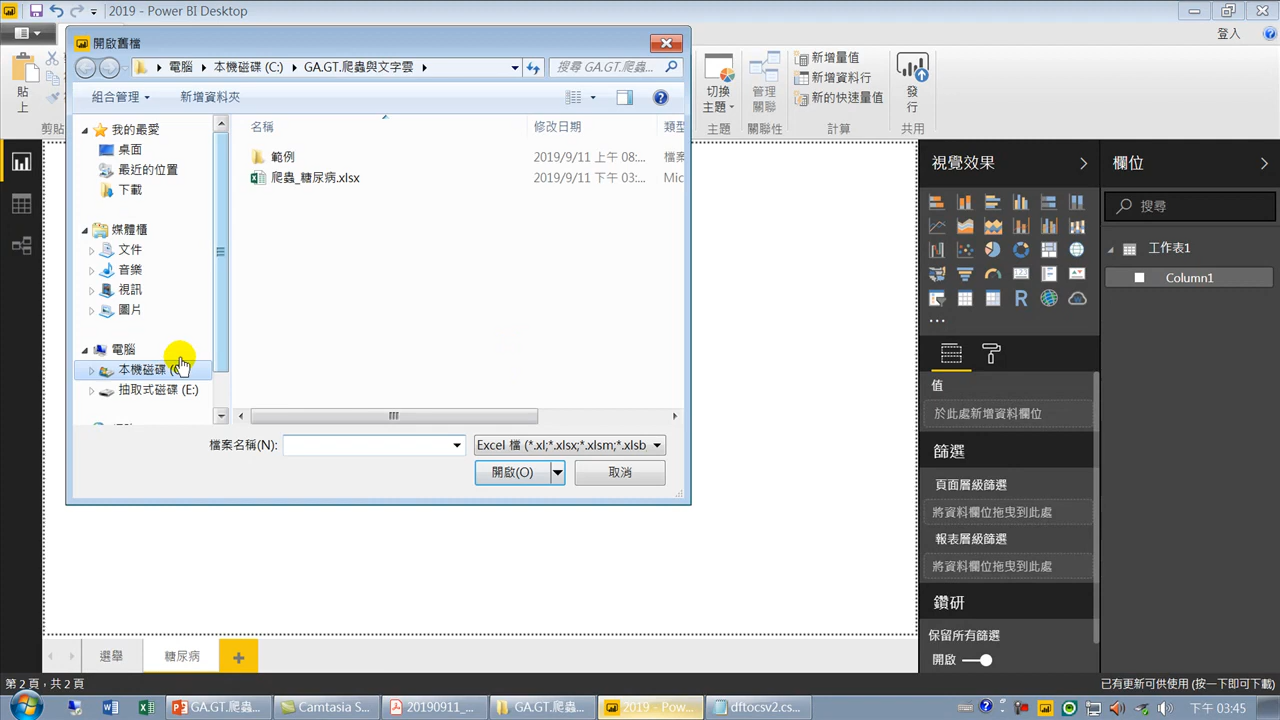 2019 - Power BI Desktop
登入
開啟舊檔
電腦 ▸ 本機磁碟 (C:) ▸ GA.GT.爬蟲與文字雲 ▸
搜尋 GA.GT.爬蟲...
組合管理
新增資料夾
貼
上
剪貼
切換
主題
主題
管理
關聯
關聯性
新增量值
新增資料行
新的快速量值
計算
發
行
共用
我的最愛
桌面
最近的位置
下載
媒體櫃
文件
音樂
視訊
圖片
電腦
本機磁碟 (C
抽取式磁碟 (E:)
名稱
修改日期
類型
範例
2019/9/11 上午 08:...
檔案
爬蟲_糖尿病.xlsx
2019/9/11 下午 03:...
Mic
檔案名稱(N):
Excel 檔 (*.xl;*.xlsx;*.xlsm;*.xlsb
開啟(O)
取消
視覺效果
值
於此處新增資料欄位
篩選
頁面層級篩選
將資料欄位拖曳到此處
報表層級篩選
將資料欄位拖曳到此處
鑽研
保留所有篩選
開啟
欄位
搜尋
工作表1
Column1
選舉
糖尿病
第 2 頁，共 2 頁
已有更新可供使用 (按一下即可下載)
GA.GT.爬蟲...
Camtasia S...
20190911_...
GA.GT.爬蟲...
2019 - Pow...
dftocsv2.cs...
下午 03:45